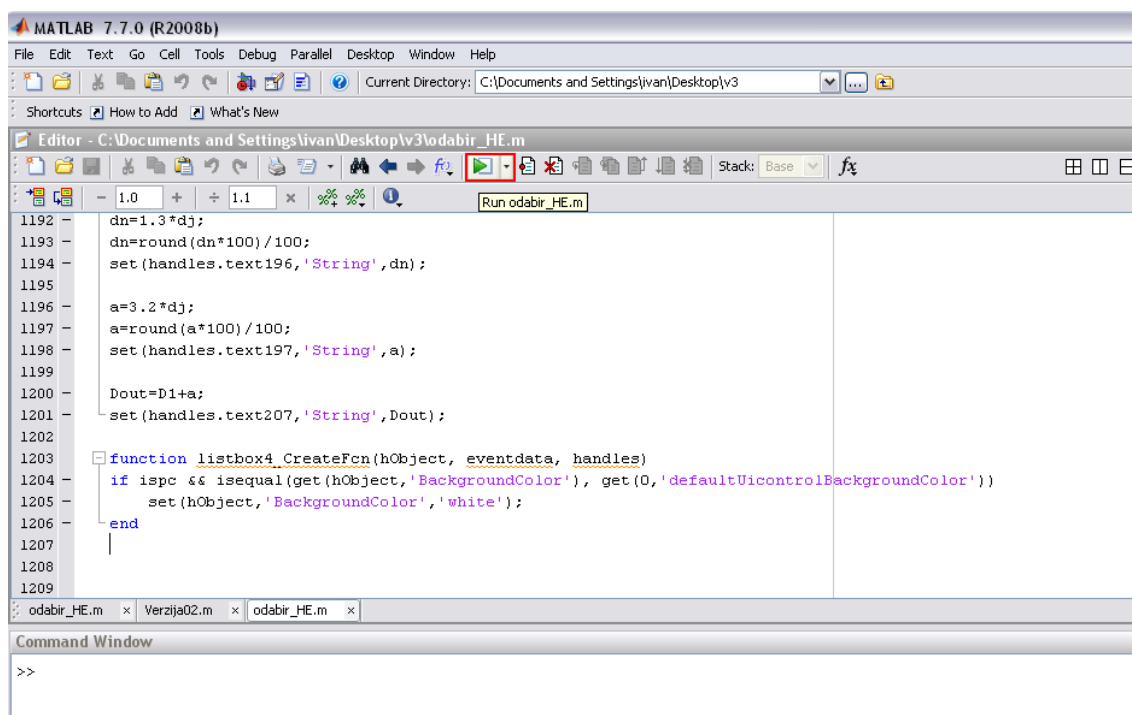 MATLAB 7.7.0 (R2008b)
File Edit Text Go Cell Tools Debug Parallel Desktop Window Help
Current Directory: C:\Documents and Settings\ivan\Desktop\v3
Shortcuts How to Add What's New
Editor - C:\Documents and Settings\ivan\Desktop\v3\odabir_HE.m
Stack: Base fx
- 1.0 + ÷ 1.1 ×
Run odabir_HE.m
1192 - dn=1.3*dj;
1193 - dn=round(dn*100)/100;
1194 - set(handles.text196,'String',dn);
1195
1196 - a=3.2*dj;
1197 - a=round(a*100)/100;
1198 - set(handles.text197,'String',a);
1199
1200 - Dout=D1+a;
1201 - set(handles.text207,'String',Dout);
1202
1203 function listbox4_CreateFcn(hObject, eventdata, handles)
1204 - if ispc && isequal(get(hObject,'BackgroundColor'), get(0,'defaultUicontrolBackgroundColor'))
1205 - set(hObject,'BackgroundColor','white');
1206 - end
1207
1208
1209
odabir_HE.m × Verzija02.m × odabir_HE.m ×
Command Window
>>